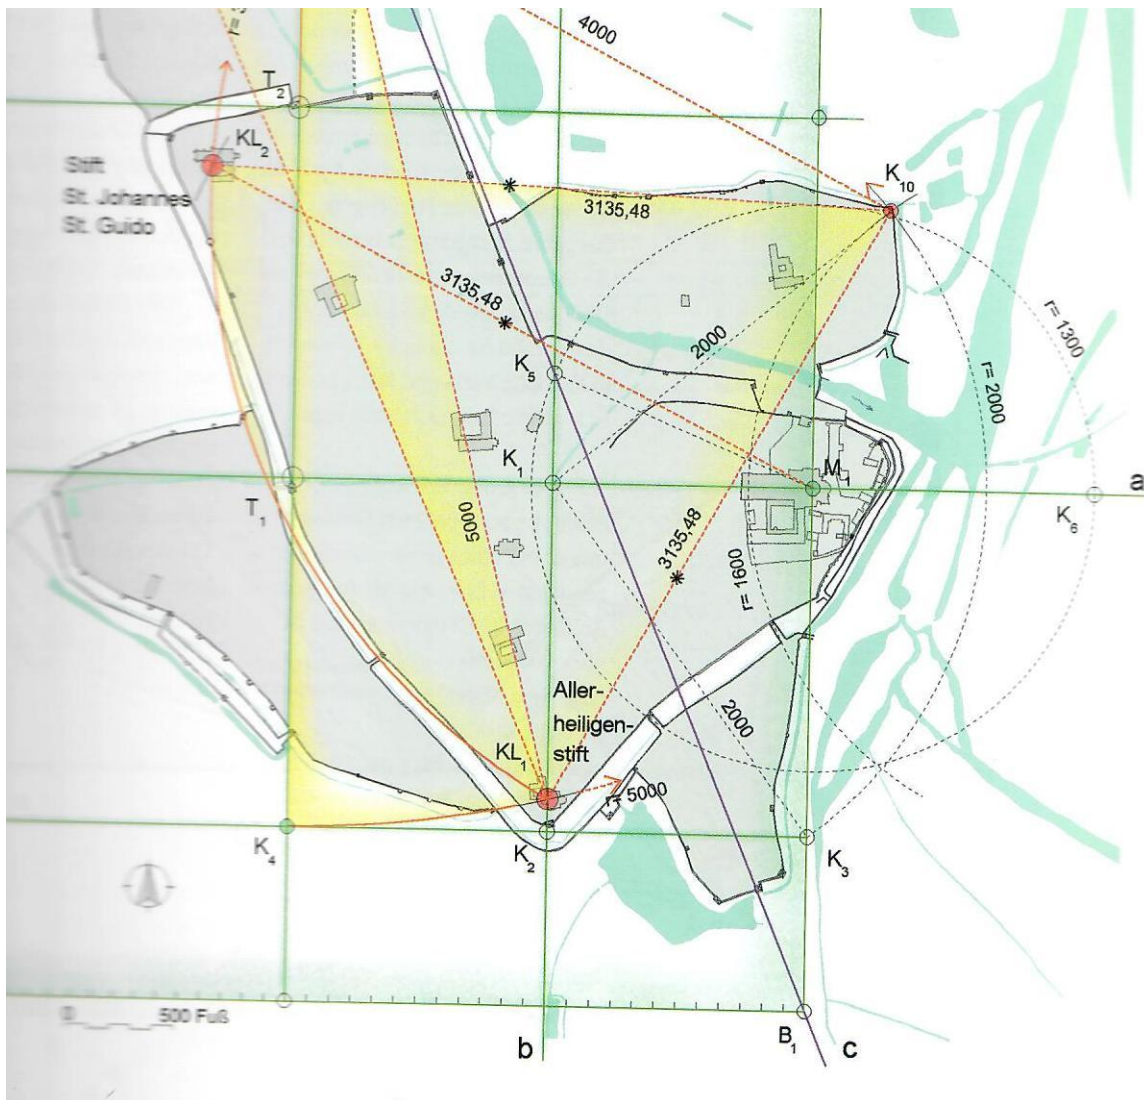 4000
T2
KL2
Stift
St. Johannes
St. Guido
K10
3135,48
3135,48
r= 1300
2000
r= 2000
K5
K1
M1
a
T1
K6
5000
3135,48
r= 1600
Aller-
heiligen-
stift
2000
KL1
r= 5000
K4
K2
K3
500 Fuß
B1
b
c